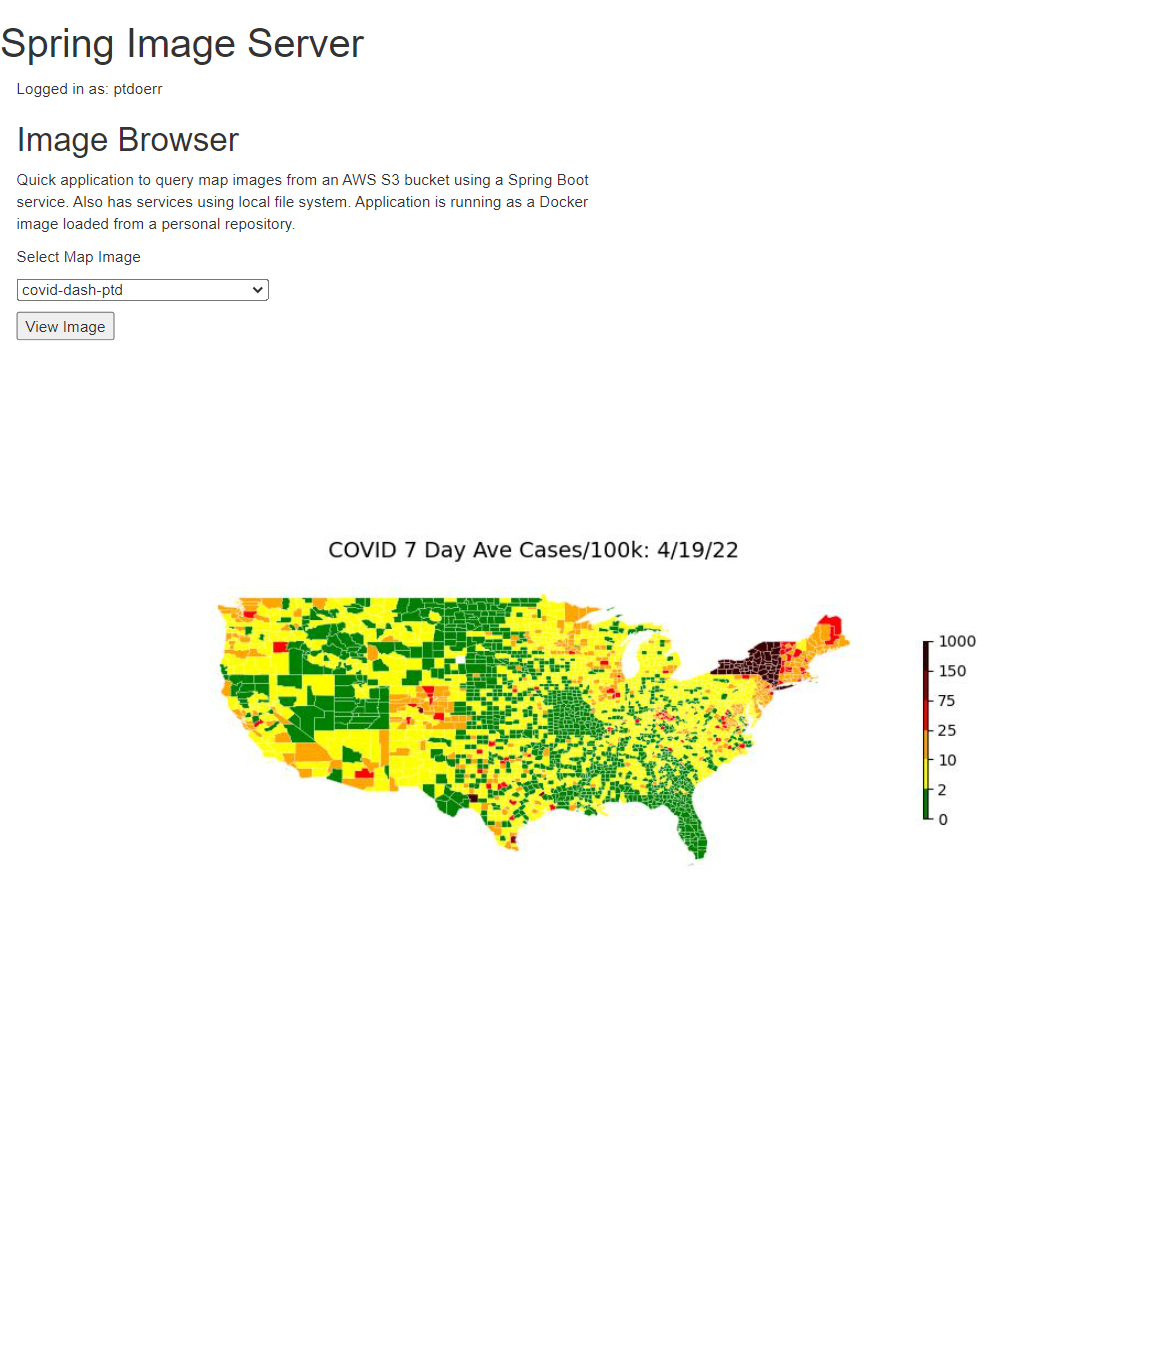 Spring Image Server
Logged in as: ptdoerr
Image Browser
Quick application to query map images from an AWS S3 bucket using a Spring Boot
service. Also has services using local file system. Application is running as a Docker
image loaded from a personal repository.
Select Map Image
covid-dash-ptd
View Image
COVID 7 Day Ave Cases/100k: 4/19/22
1000
150
75
25
10
2
0